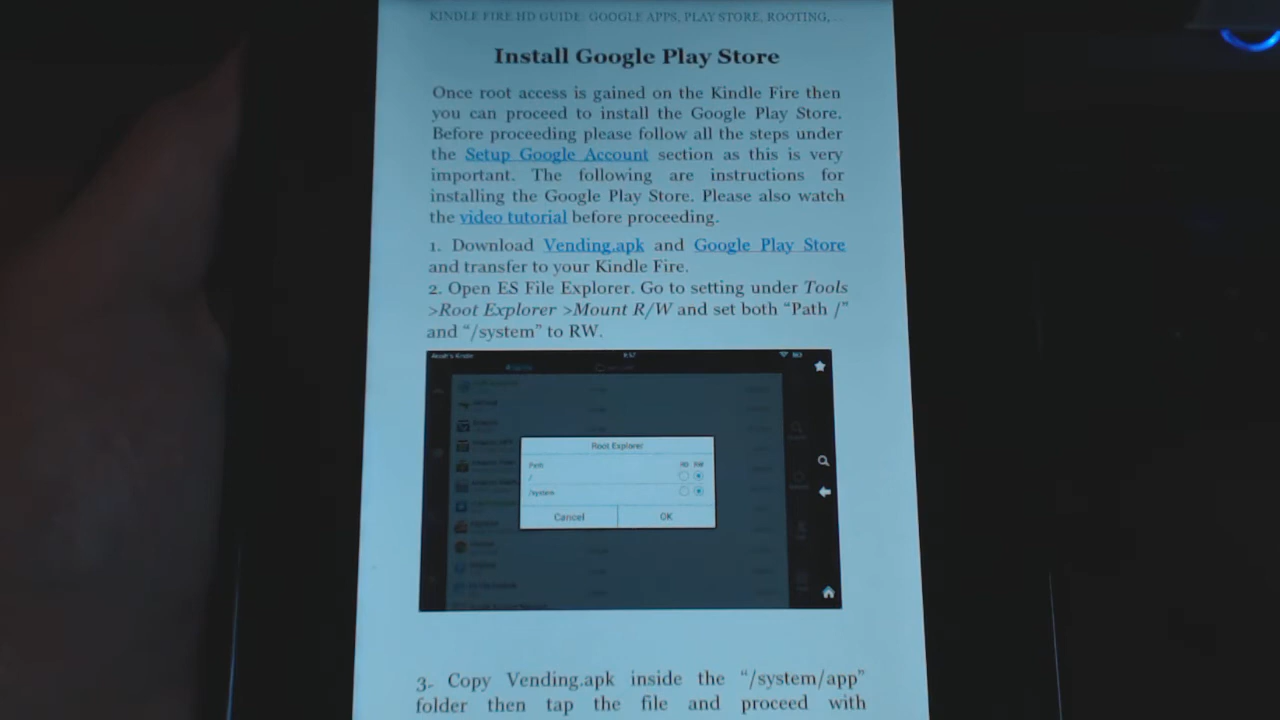 KINDLE FIRE HD GUIDE: GOOGLE APPS, PLAY STORE, ROOTING,...
Install Google Play Store
Once root access is gained on the Kindle Fire then
you can proceed to install the Google Play Store.
Before proceeding please follow all the steps under
the Setup Google Account section as this is very
important. The following are instructions for
installing the Google Play Store. Please also watch
the video tutorial before proceeding.
1. Download Vending.apk and Google Play Store
and transfer to your Kindle Fire.
2. Open ES File Explorer. Go to setting under Tools
>Root Explorer >Mount R/W and set both “Path /”
and “/system” to RW.
Root Explorer
Path RO RW
/
/system
Cancel OK
3- Copy Vending.apk inside the “/system/app”
folder then tap the file and proceed with